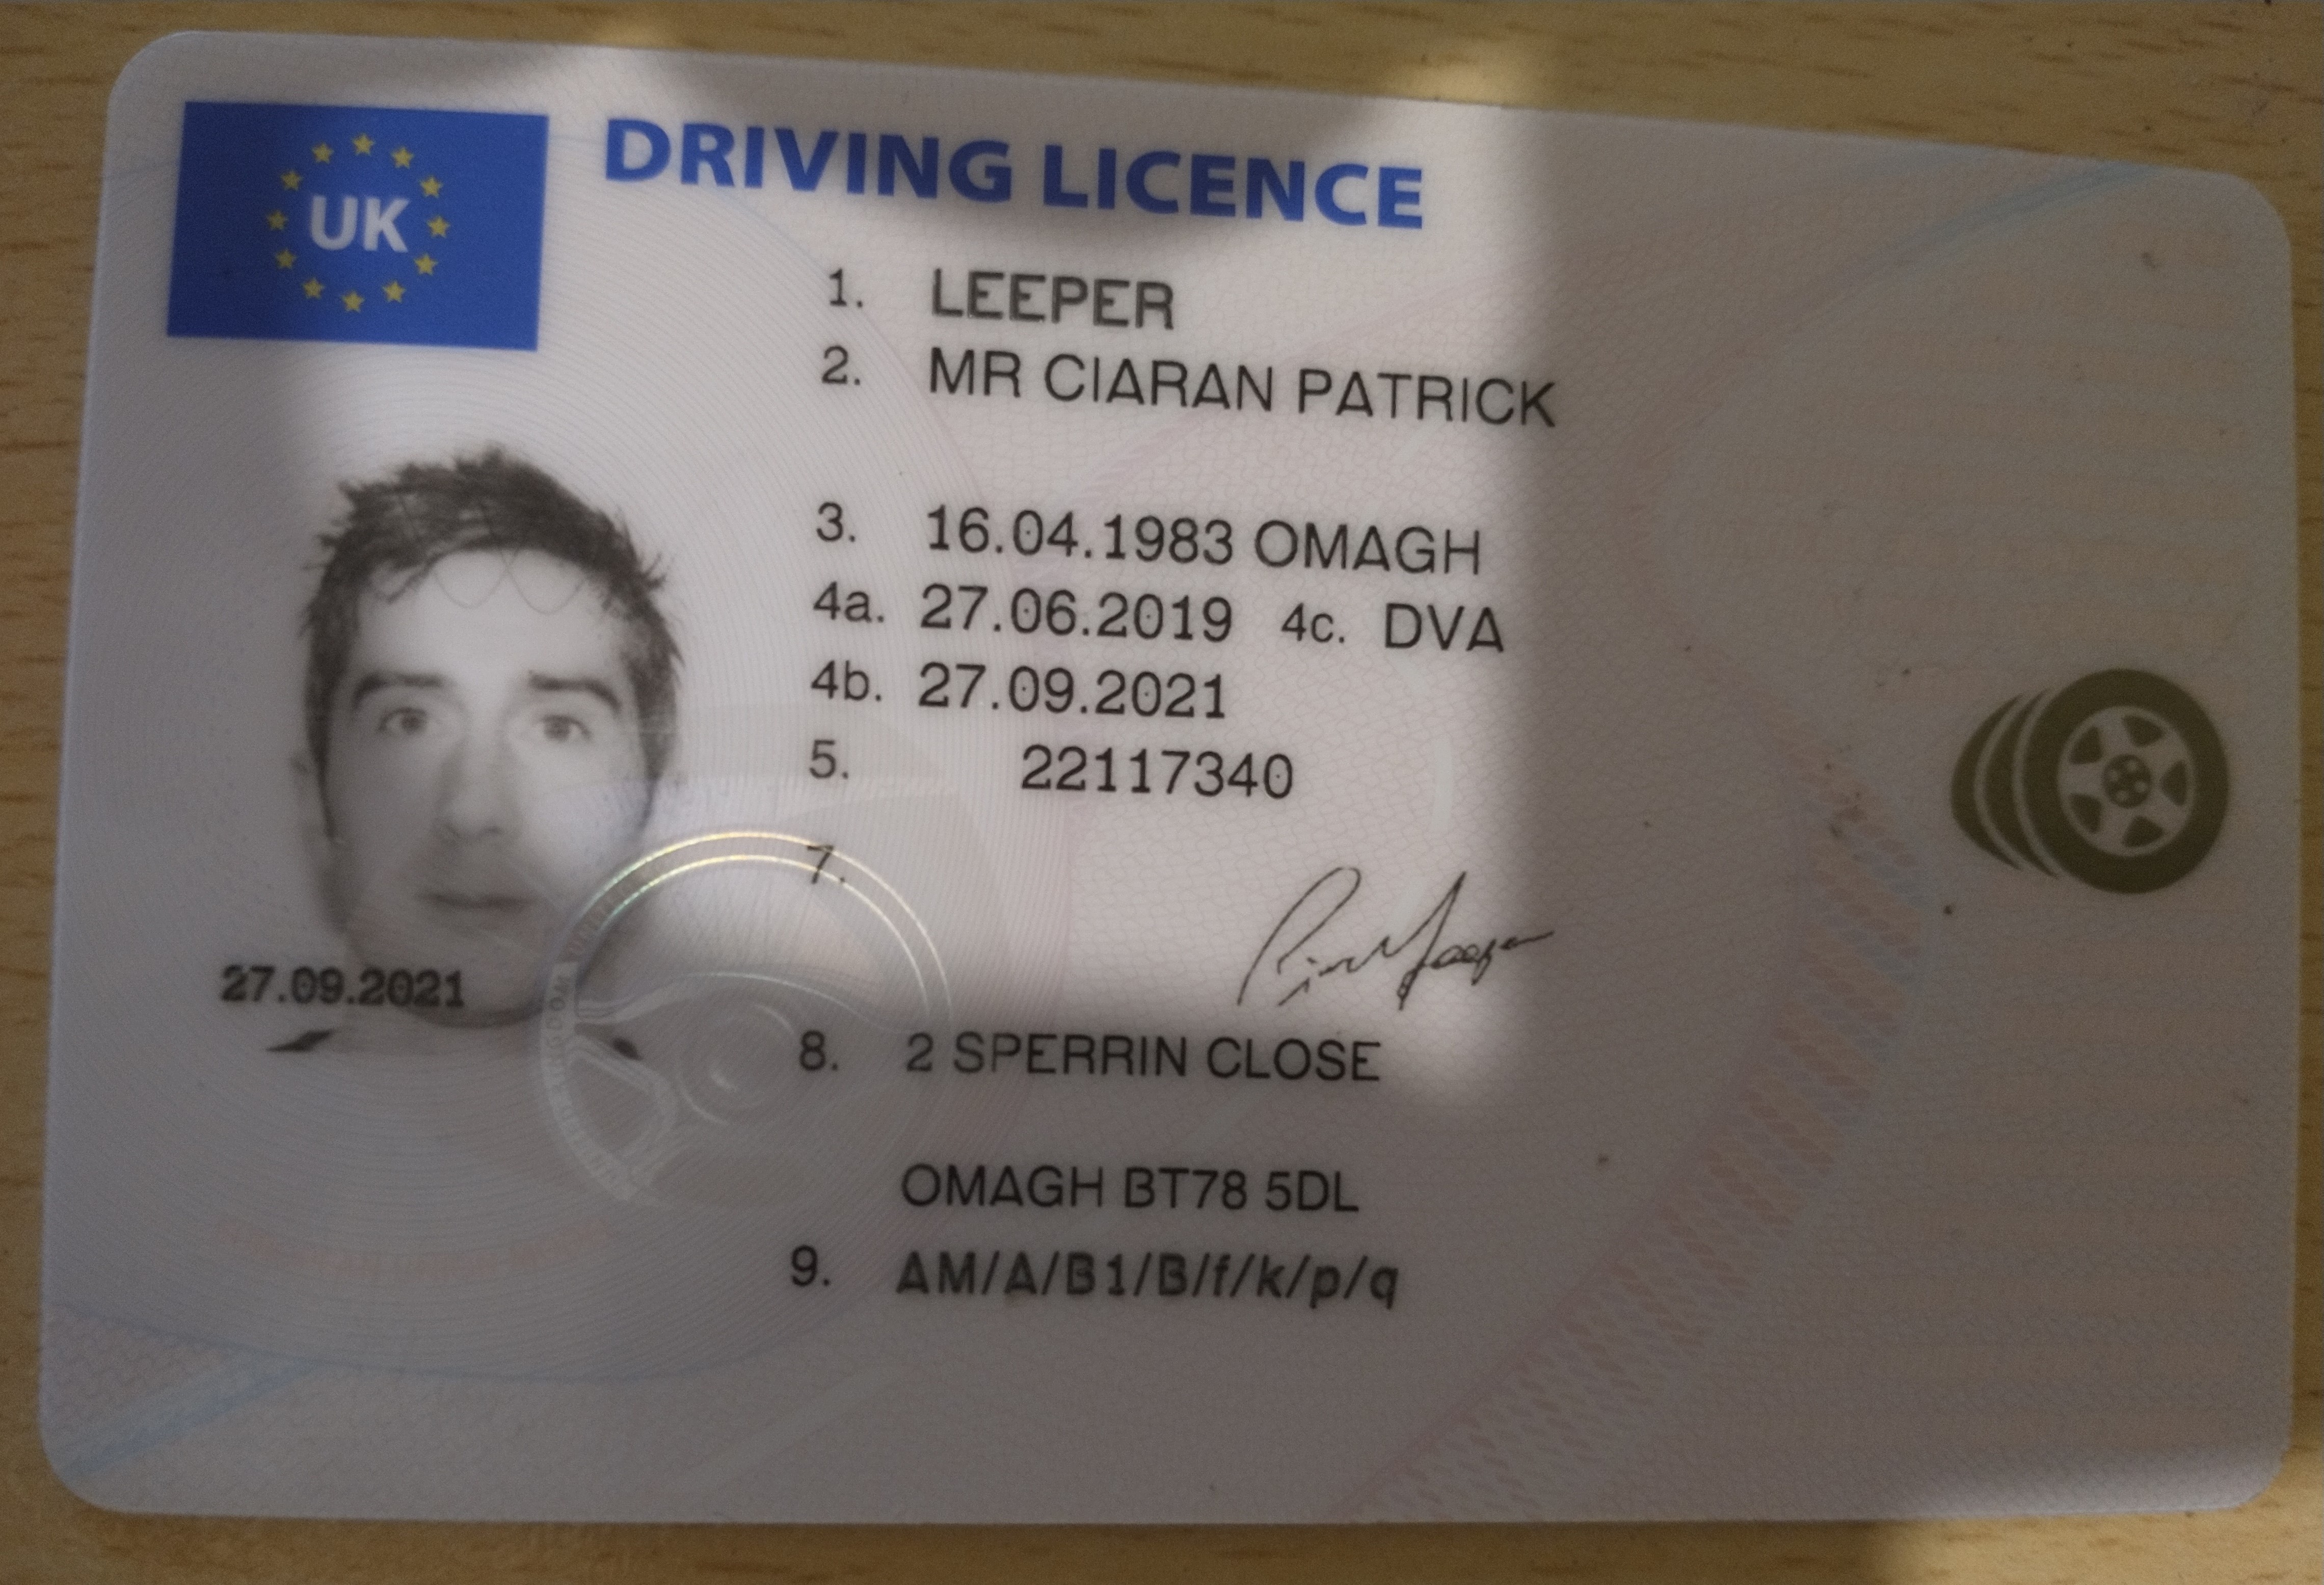 UK
DRIVING LICENCE
1. LEEPER
2. MR CIARAN PATRICK
3. 16.04.1983 OMAGH
4a. 27.06.2019 4c. DVA
4b. 27.09.2021
5. 22117340
7.
27.09.2021
8. 2 SPERRIN CLOSE
OMAGH BT78 5DL
9. AM/A/B1/B/f/k/p/q